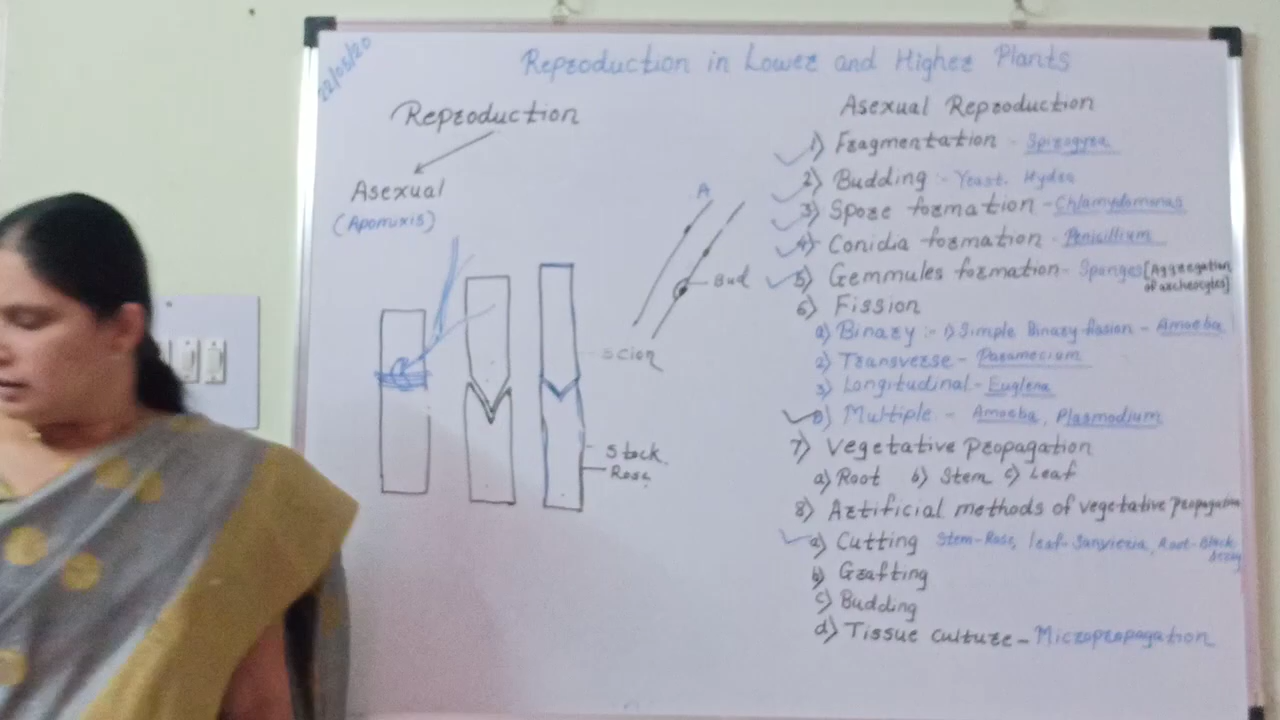 22/05/20
Reproduction in Lower and Higher Plants
Reproduction
Asexual
(Apomixis)
A
Bud
Scion
Stock
Rose
Asexual Reproduction
1) Fragmentation - Spirogyra
2) Budding :- Yeast. Hydra
3) Spore formation - Chlamydomonas
4) Conidia formation - Penicillium
5) Gemmules formation - Sponges [Aggregation of archeocytes]
6) Fission
a) Binary :- 1) Simple Binary fission - Amoeba
2) Transverse - Paramecium
3) Longitudinal - Euglena
B) Multiple - Amoeba, Plasmodium
7) Vegetative Propagation
a) Root b) Stem c) Leaf
8) Artificial methods of vegetative propagation
a) Cutting Stem-Rose, leaf-Sansvieria, Root-Black
berry
b) Grafting
c) Budding
d) Tissue culture - Micropropagation